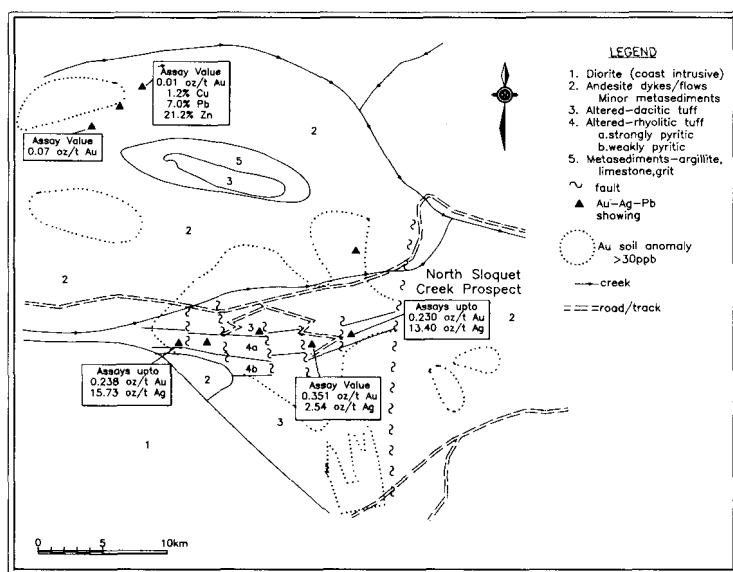 Assay Value
0.01 oz/t Au
1.2% Cu
7.0% Pb
21.2% Zn
Assay Value
0.07 oz/t Au
2
5
3
2
2
2
North Sloquet
Creek Prospect
Assays upto
0.230 oz/t Au
13.40 oz/t Ag
2
3
4a
4b
Assays upto
0.238 oz/t Au
15.73 oz/t Ag
2
Assay Value
0.351 oz/t Au
2.54 oz/t Ag
3
1
0 5 10km
LEGEND
1. Diorite (coast intrusive)
2. Andesite dykes/flows
Minor metasediments
3. Altered-dacitic tuff
4. Altered-rhyolitic tuff
a.strongly pyritic
b.weakly pyritic
5. Metasediments-argillite,
limestone,grit
fault
Au-Ag-Pb
showing
Au soil anomaly
>30ppb
creek
road/track